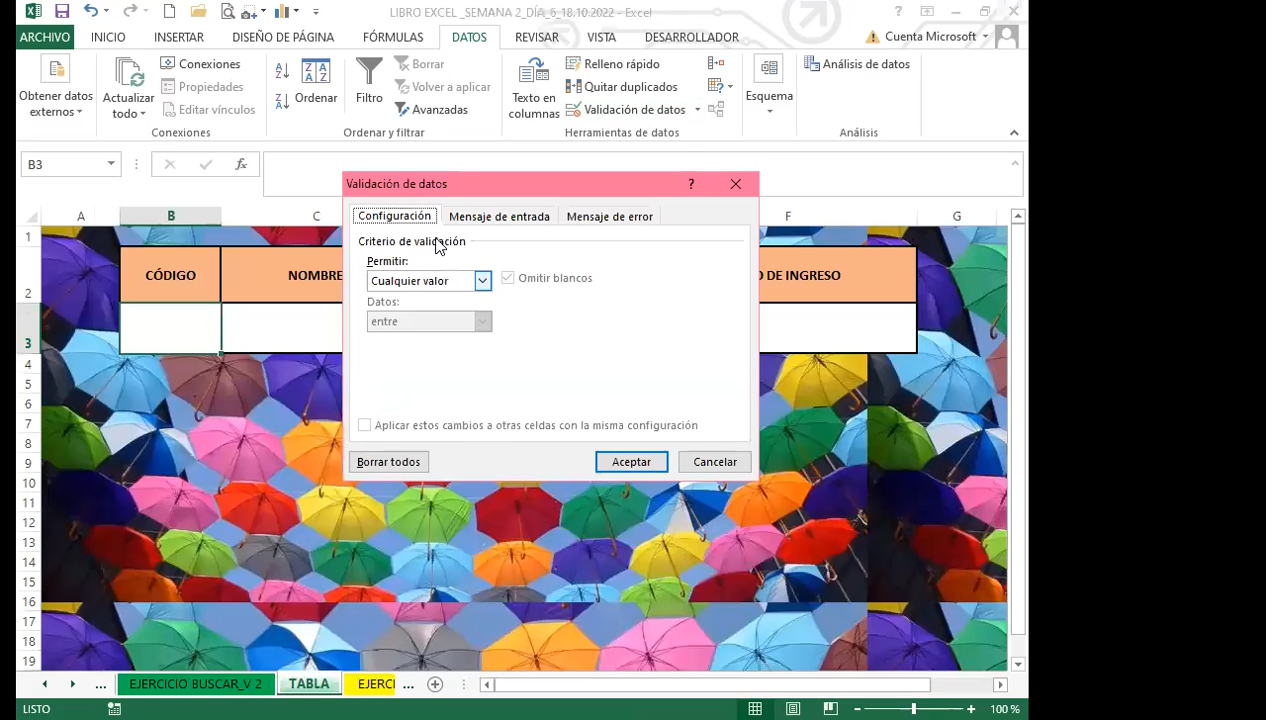 LIBRO EXCEL _SEMANA 2_DÍA_6_18.10.2022 - Excel
?
ARCHIVO INICIO INSERTAR DISEÑO DE PÁGINA FÓRMULAS DATOS REVISAR VISTA DESARROLLADOR Cuenta Microsoft
Obtener datos externos
Actualizar todo
Conexiones
Propiedades
Editar vínculos
Conexiones
Ordenar
Filtro
Borrar
Volver a aplicar
Avanzadas
Ordenar y filtrar
Texto en columnas
Relleno rápido
Quitar duplicados
Validación de datos
Herramientas de datos
Esquema
Análisis de datos
Análisis
B3
fx
Validación de datos ?
Configuración Mensaje de entrada Mensaje de error
Criterio de validación
Permitir:
Cualquier valor Omitir blancos
Datos:
entre
Aplicar estos cambios a otras celdas con la misma configuración
Borrar todos Aceptar Cancelar
A B C F G
1
2 CÓDIGO NOMBRE O DE INGRESO
3
4
5
6
7
8
9
10
11
12
13
14
15
16
17
18
19
... EJERCICIO BUSCAR_V 2 TABLA EJERCI ...
LISTO 100 %